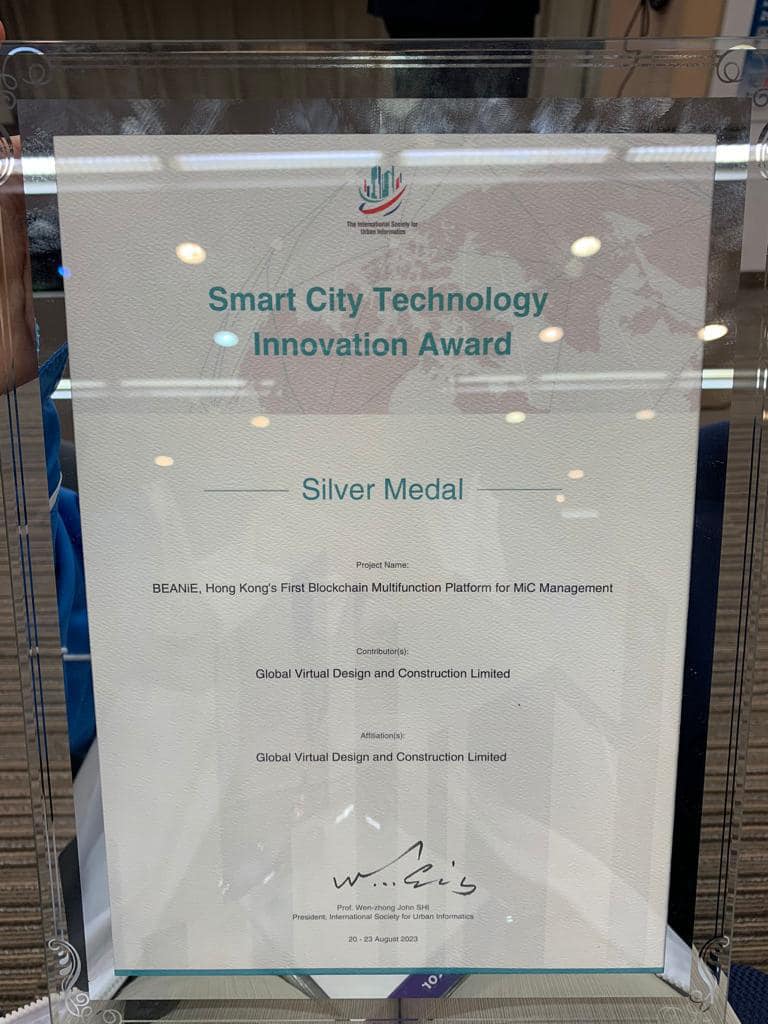 The International Society for
Urban Informatics
Smart City Technology
Innovation Award
Silver Medal
Project Name:
BEANiE, Hong Kong's First Blockchain Multifunction Platform for MiC Management
Contributor(s):
Global Virtual Design and Construction Limited
Affiliation(s):
Global Virtual Design and Construction Limited
Prof. Wen-zhong John SHI
President, International Society for Urban Informatics
20 - 23 August 2023